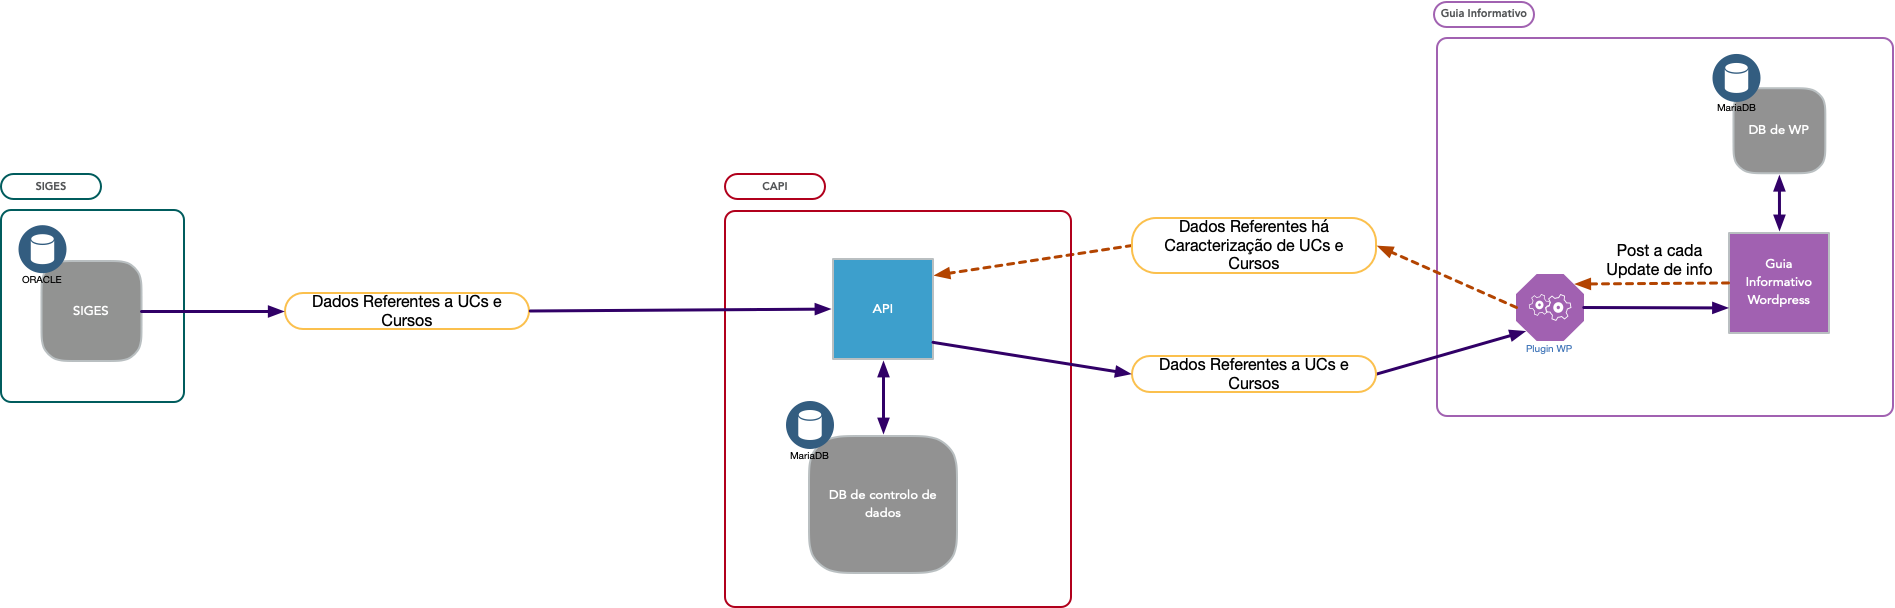 SIGES
ORACLE
SIGES
Dados Referentes a UCs e
Cursos
CAPI
API
MariaDB
DB de controlo de
dados
Dados Referentes há
Caracterização de UCs e
Cursos
Dados Referentes a UCs e
Cursos
Guia Informativo
MariaDB
DB de WP
Post a cada
Update de info
Guia
Informativo
Wordpress
Plugin WP